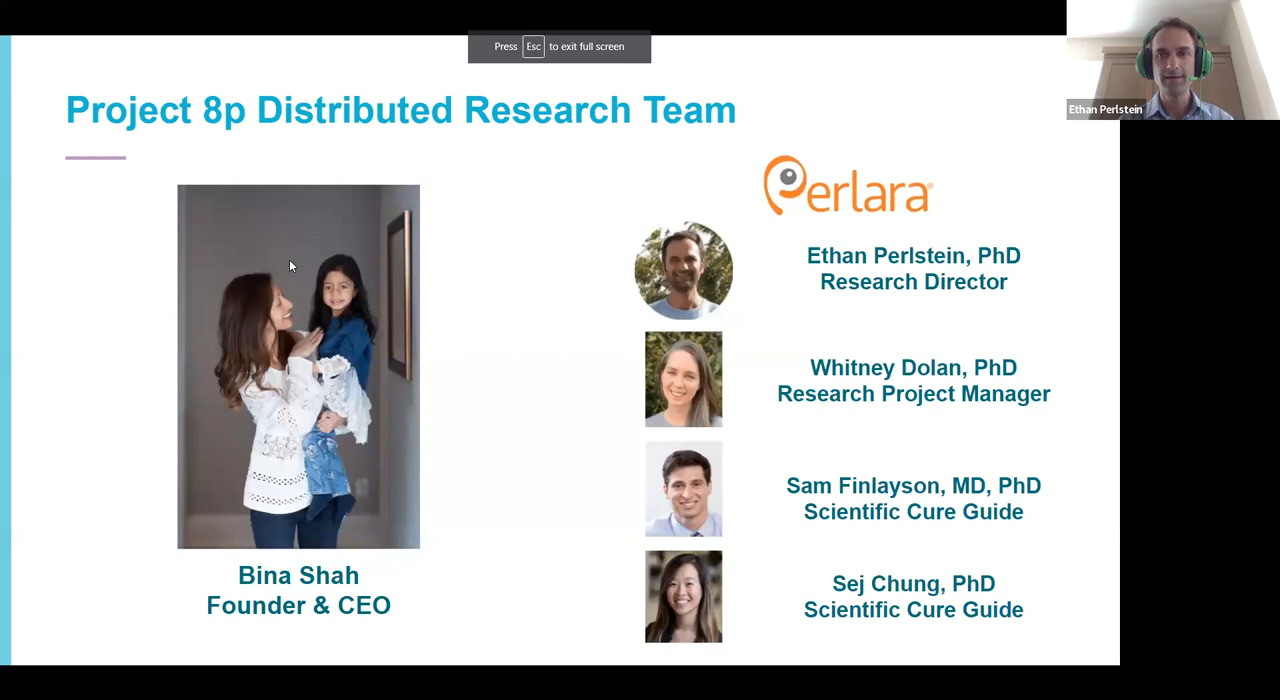 Press Esc to exit full screen
Ethan Perlstein
Project 8p Distributed Research Team
Perlara®
Ethan Perlstein, PhD
Research Director
Whitney Dolan, PhD
Research Project Manager
Sam Finlayson, MD, PhD
Scientific Cure Guide
Sej Chung, PhD
Scientific Cure Guide
Bina Shah
Founder & CEO